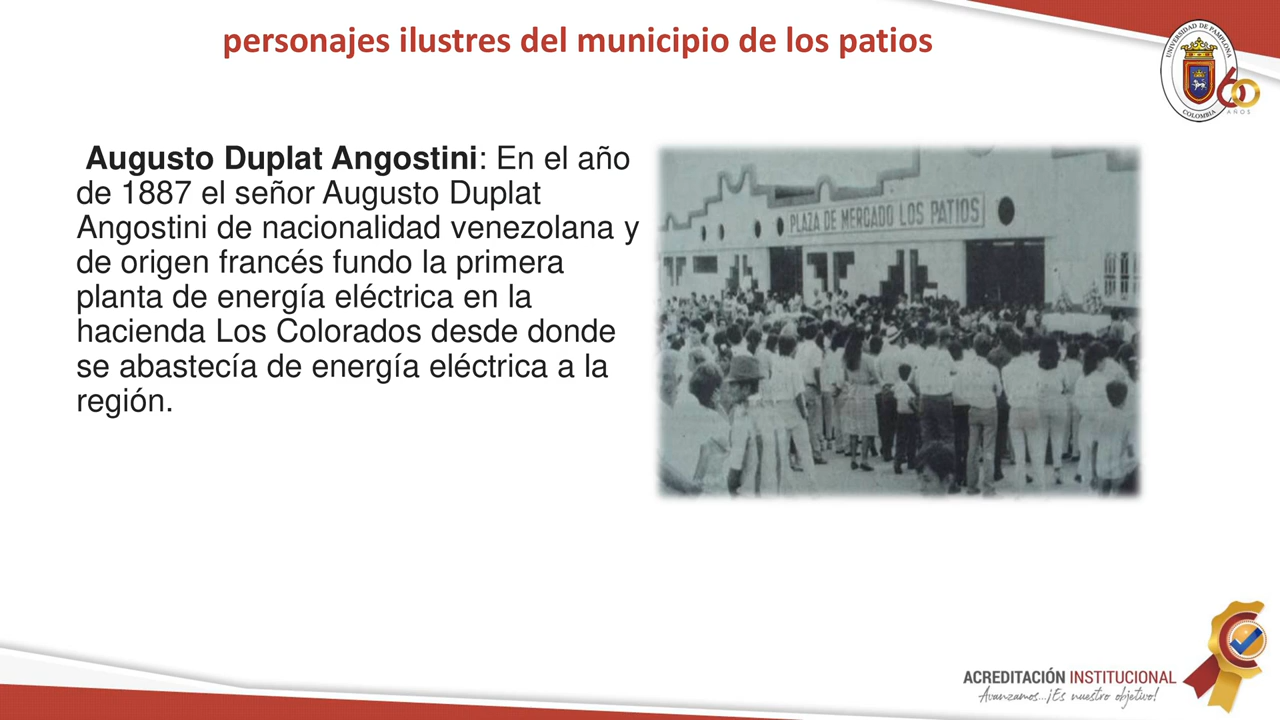 personajes ilustres del municipio de los patios
UNIVERSIDAD DE PAMPLONA
COLOMBIA
60
AÑOS
Augusto Duplat Angostini: En el año
de 1887 el señor Augusto Duplat
Angostini de nacionalidad venezolana y
de origen francés fundo la primera
planta de energía eléctrica en la
hacienda Los Colorados desde donde
se abastecía de energía eléctrica a la
región.
PLAZA DE MERCADO LOS PATIOS
ACREDITACIÓN INSTITUCIONAL
Avanzamos...¡Es nuestro objetivo!